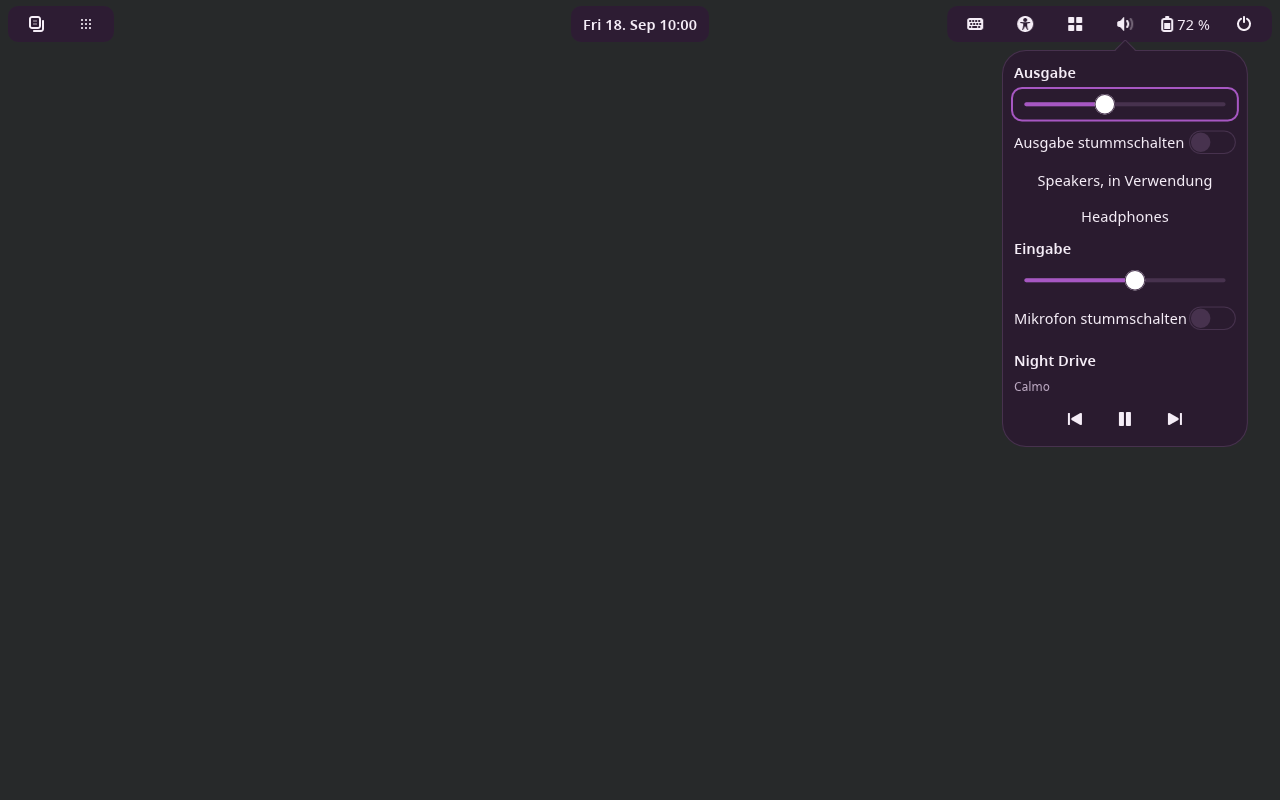 Fri 18. Sep 10:00
72 %
Ausgabe
Ausgabe stummschalten
Speakers, in Verwendung
Headphones
Eingabe
Mikrofon stummschalten
Night Drive
Calmo